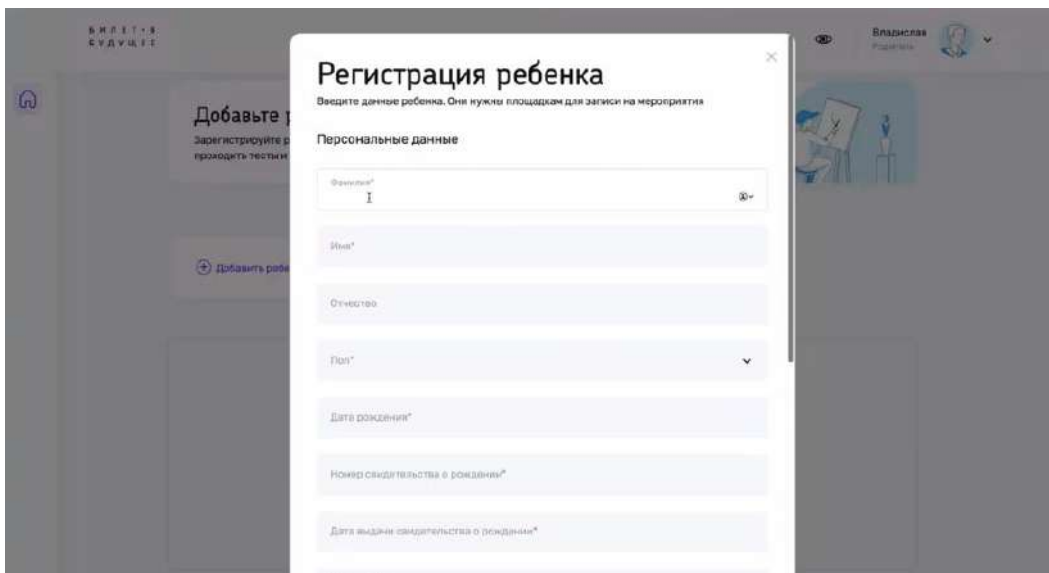 БИЛЕТ В
БУДУЩЕЕ
Владислав
Родитель
Регистрация ребенка
Введите данные ребенка. Они нужны площадкам для записи на мероприятия
Добавьте р
Зарегистрируйте р
проходить тесты и
Персональные данные
Фамилия*
Имя*
Добавить ребе
Отчество
Пол*
Дата рождения*
Номер свидетельства о рождении*
Дата выдачи свидетельства о рождении*